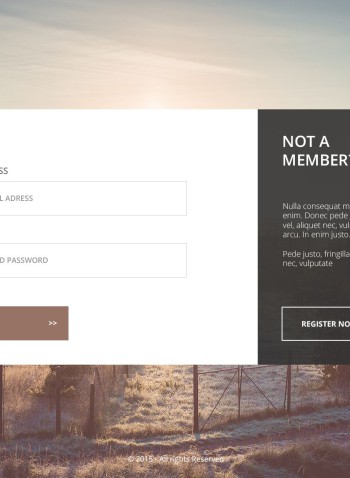 SS
L ADRESS
D PASSWORD
>>
NOT A
MEMBER?
Nulla consequat m
enim. Donec pede
vel, aliquet nec, vul
arcu. In enim justo.
Pede justo, fringilla
nec, vulputate
REGISTER NO
© 2015 - All rights Reserved